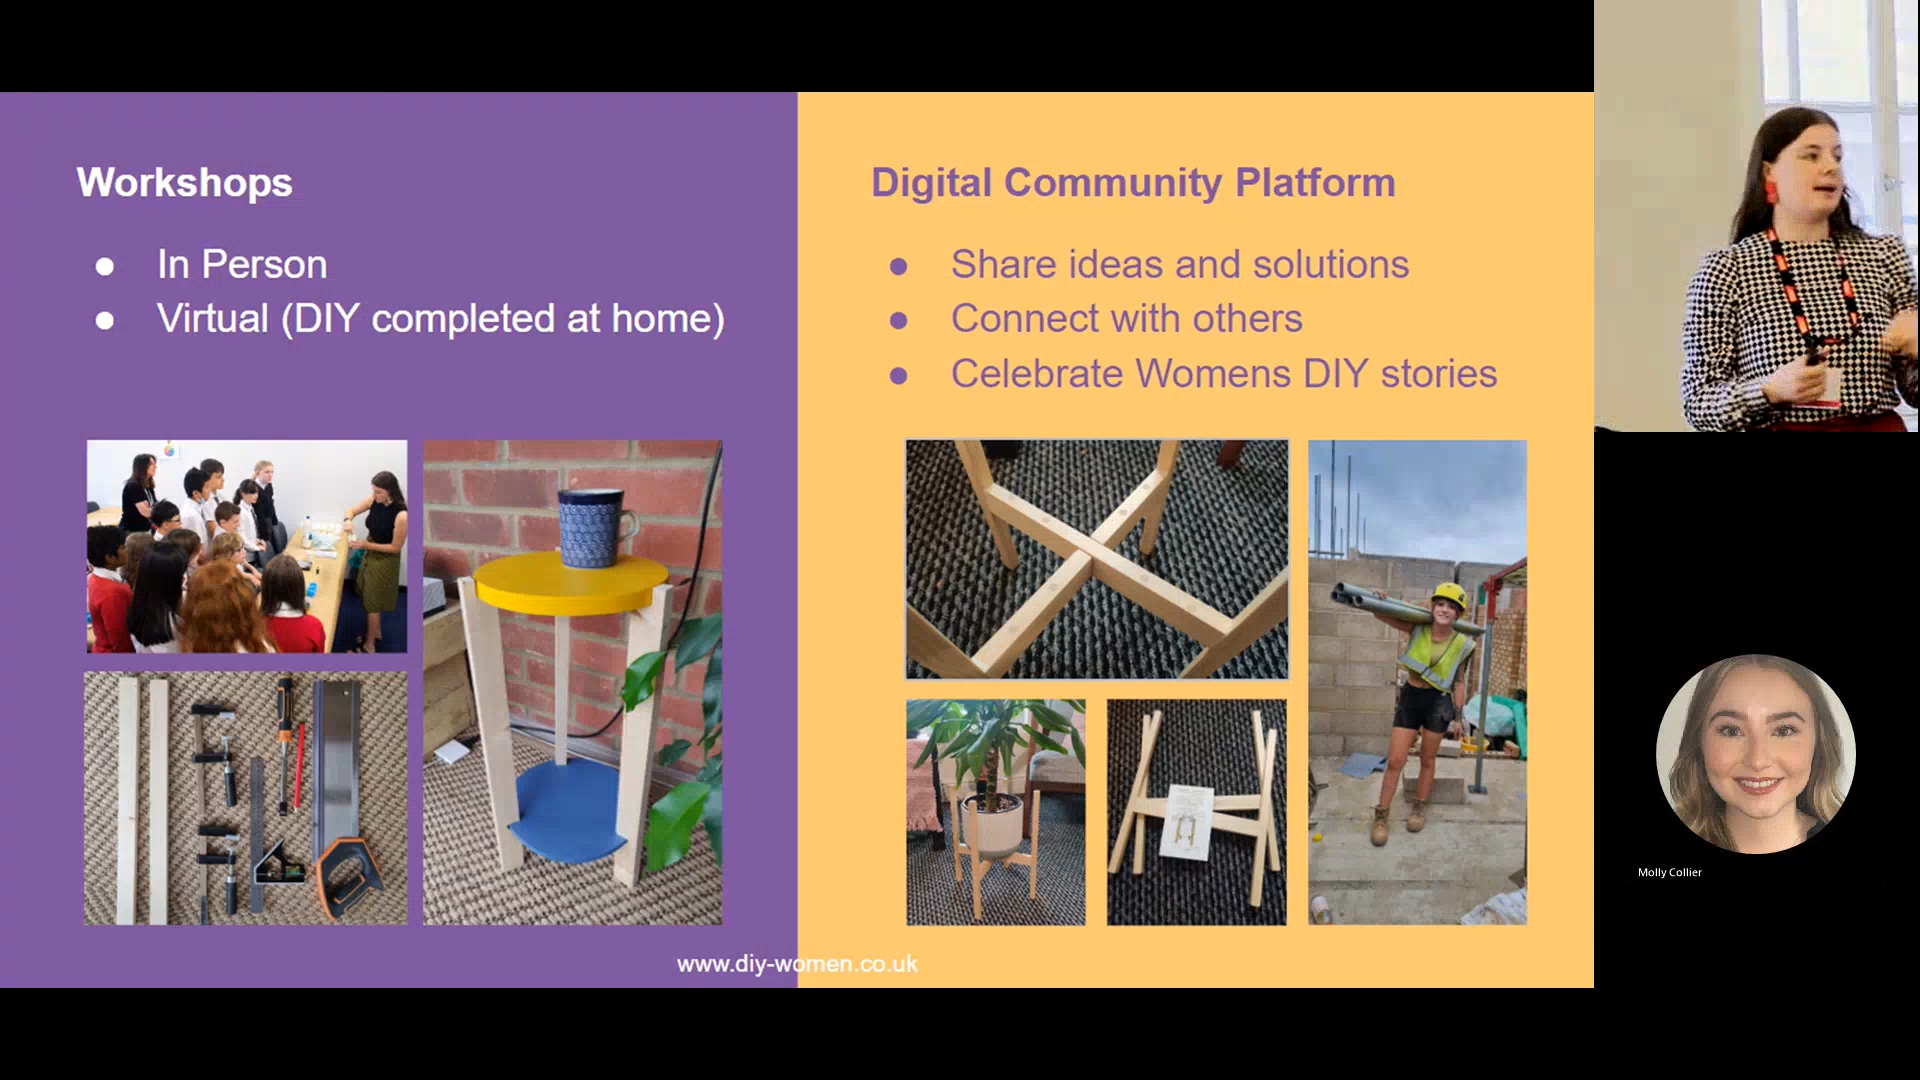 Workshops
● In Person
● Virtual (DIY completed at home)
Digital Community Platform
● Share ideas and solutions
● Connect with others
● Celebrate Womens DIY stories
www.diy-women.co.uk
Molly Collier